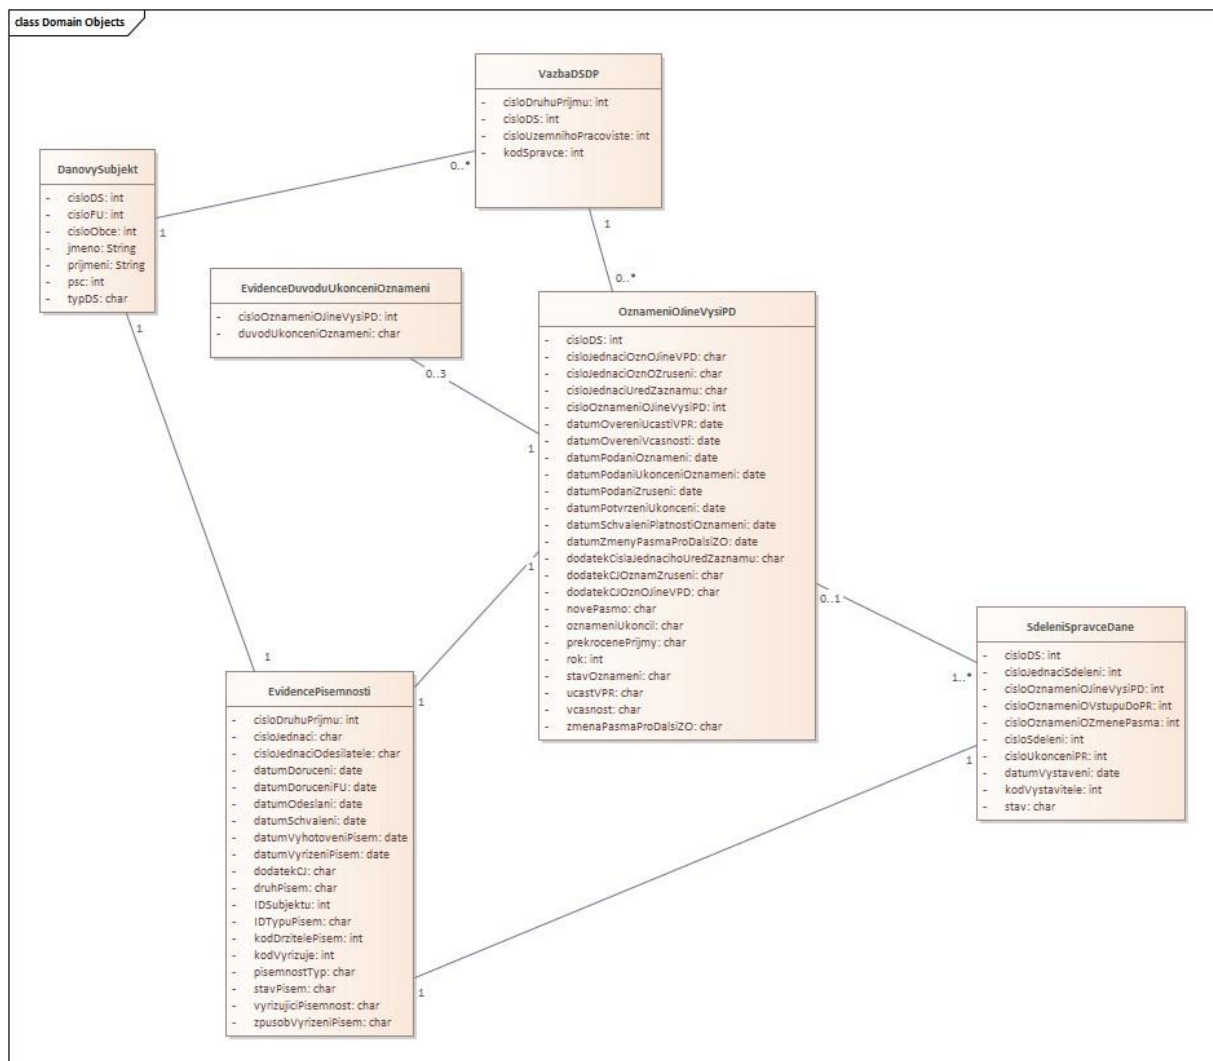 class Domain Objects
VazbaDSDP
- cisloDruhuPrijmu: int
- cisloDS: int
- cisloUzemnihoPracoviste: int
- kodSpravce: int
0..*
1
DanovySubjekt
- cisloDS: int
- cisloFU: int
- cisloObce: int
- jmeno: String
- prijmeni: String
- psc: int
- typDS: char
1
1
EvidenceDuvoduUkonceniOznameni
- cisloOznameniOJineVysiPD: int
- duvodUkonceniOznameni: char
0..3
0..*
OznameniOJineVysiPD
- cisloDS: int
- cisloJednaciOznOJineVPD: char
- cisloJednaciOznOZruseni: char
- cisloJednaciUredZaznamu: char
- cisloOznameniOJineVysiPD: int
- datumOvereniUcastiVPR: date
- datumOvereniVcasnosti: date
- datumPodaniOznameni: date
- datumPodaniUkonceniOznameni: date
- datumPodaniZruseni: date
- datumPotvrzeniUkonceni: date
- datumSchvaleniPlatnostiOznameni: date
- datumZmenyPasmaProDalsiZO: date
- dodatekCislaJednacihoUredZaznamu: char
- dodatekCJOznamZruseni: char
- dodatekCJOznOJineVPD: char
- novePasmo: char
- oznameniUkoncil: char
- prekrocenePrijmy: char
- rok: int
- stavOznameni: char
- ucastVPR: char
- vcasnost: char
- zmenaPasmaProDalsiZO: char
1
1
0..1
1..*
SdeleniSpravceDane
- cisloDS: int
- cisloJednaciSdeleni: int
- cisloOznameniOJineVysiPD: int
- cisloOznameniOVstupuDoPR: int
- cisloOznameniOZmenePasma: int
- cisloSdeleni: int
- cisloUkonceniPR: int
- datumVystaveni: date
- kodVystavitele: int
- stav: char
1
1
1
EvidencePisemnosti
- cisloDruhuPrijmu: int
- cisloJednaci: char
- cisloJednaciOdesilatele: char
- datumDoruceni: date
- datumDoruceniFU: date
- datumOdeslani: date
- datumSchvaleni: date
- datumVyhotoveniPisem: date
- datumVyrizeniPisem: date
- dodatekCJ: char
- druhPisem: char
- IDSubjektu: int
- IDTypuPisem: char
- kodDrzitelePisem: int
- kodVyrizuje: int
- pisemnostTyp: char
- stavPisem: char
- vyrizujiciPisemnost: char
- zpusobVyrizeniPisem: char
1